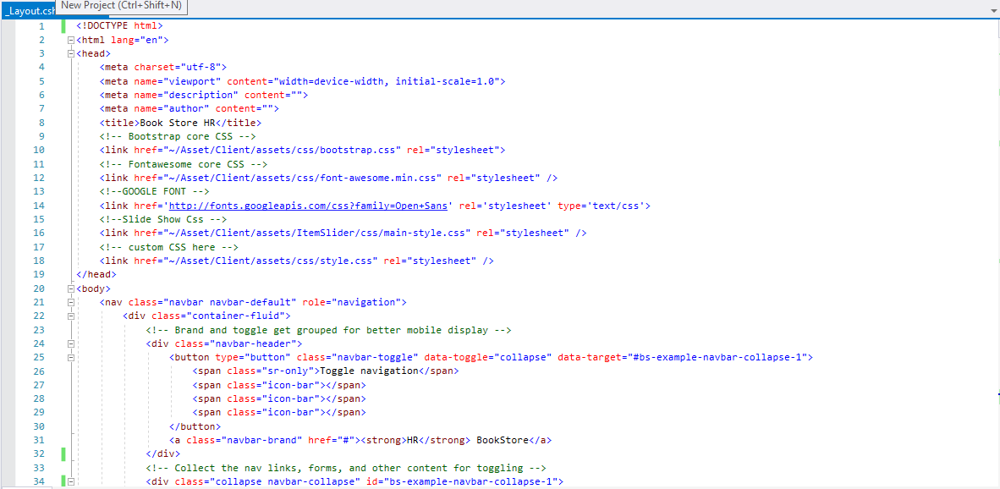 New Project (Ctrl+Shift+N)
_Layout.csh
1 <!DOCTYPE html>
2 <html lang="en">
3 <head>
4 <meta charset="utf-8">
5 <meta name="viewport" content="width=device-width, initial-scale=1.0">
6 <meta name="description" content="">
7 <meta name="author" content="">
8 <title>Book Store HR</title>
9 <!-- Bootstrap core CSS -->
10 <link href="~/Asset/Client/assets/css/bootstrap.css" rel="stylesheet">
11 <!-- Fontawesome core CSS -->
12 <link href="~/Asset/Client/assets/css/font-awesome.min.css" rel="stylesheet" />
13 <!--GOOGLE FONT -->
14 <link href='http://fonts.googleapis.com/css?family=Open+Sans' rel='stylesheet' type='text/css'>
15 <!--Slide Show Css -->
16 <link href="~/Asset/Client/assets/ItemSlider/css/main-style.css" rel="stylesheet" />
17 <!-- custom CSS here -->
18 <link href="~/Asset/Client/assets/css/style.css" rel="stylesheet" />
19 </head>
20 <body>
21 <nav class="navbar navbar-default" role="navigation">
22 <div class="container-fluid">
23 <!-- Brand and toggle get grouped for better mobile display -->
24 <div class="navbar-header">
25 <button type="button" class="navbar-toggle" data-toggle="collapse" data-target="#bs-example-navbar-collapse-1">
26 <span class="sr-only">Toggle navigation</span>
27 <span class="icon-bar"></span>
28 <span class="icon-bar"></span>
29 <span class="icon-bar"></span>
30 </button>
31 <a class="navbar-brand" href="#"><strong>HR</strong> BookStore</a>
32 </div>
33 <!-- Collect the nav links, forms, and other content for toggling -->
34 <div class="collapse navbar-collapse" id="bs-example-navbar-collapse-1">